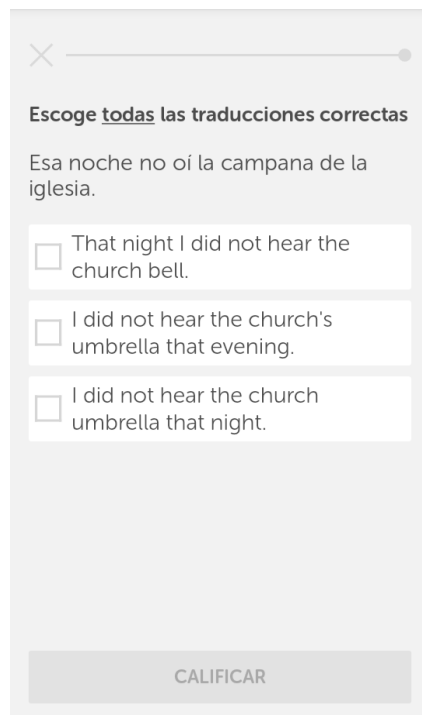 Escoge todas las traducciones correctas
Esa noche no oí la campana de la
iglesia.
That night I did not hear the
church bell.
I did not hear the church's
umbrella that evening.
I did not hear the church
umbrella that night.
CALIFICAR